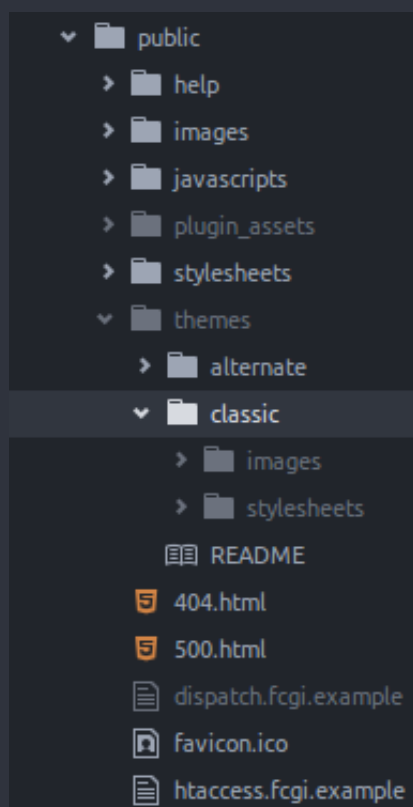 public
help
images
javascripts
plugin_assets
stylesheets
themes
alternate
classic
images
stylesheets
README
404.html
500.html
dispatch.fcgi.example
favicon.ico
htaccess.fcgi.example